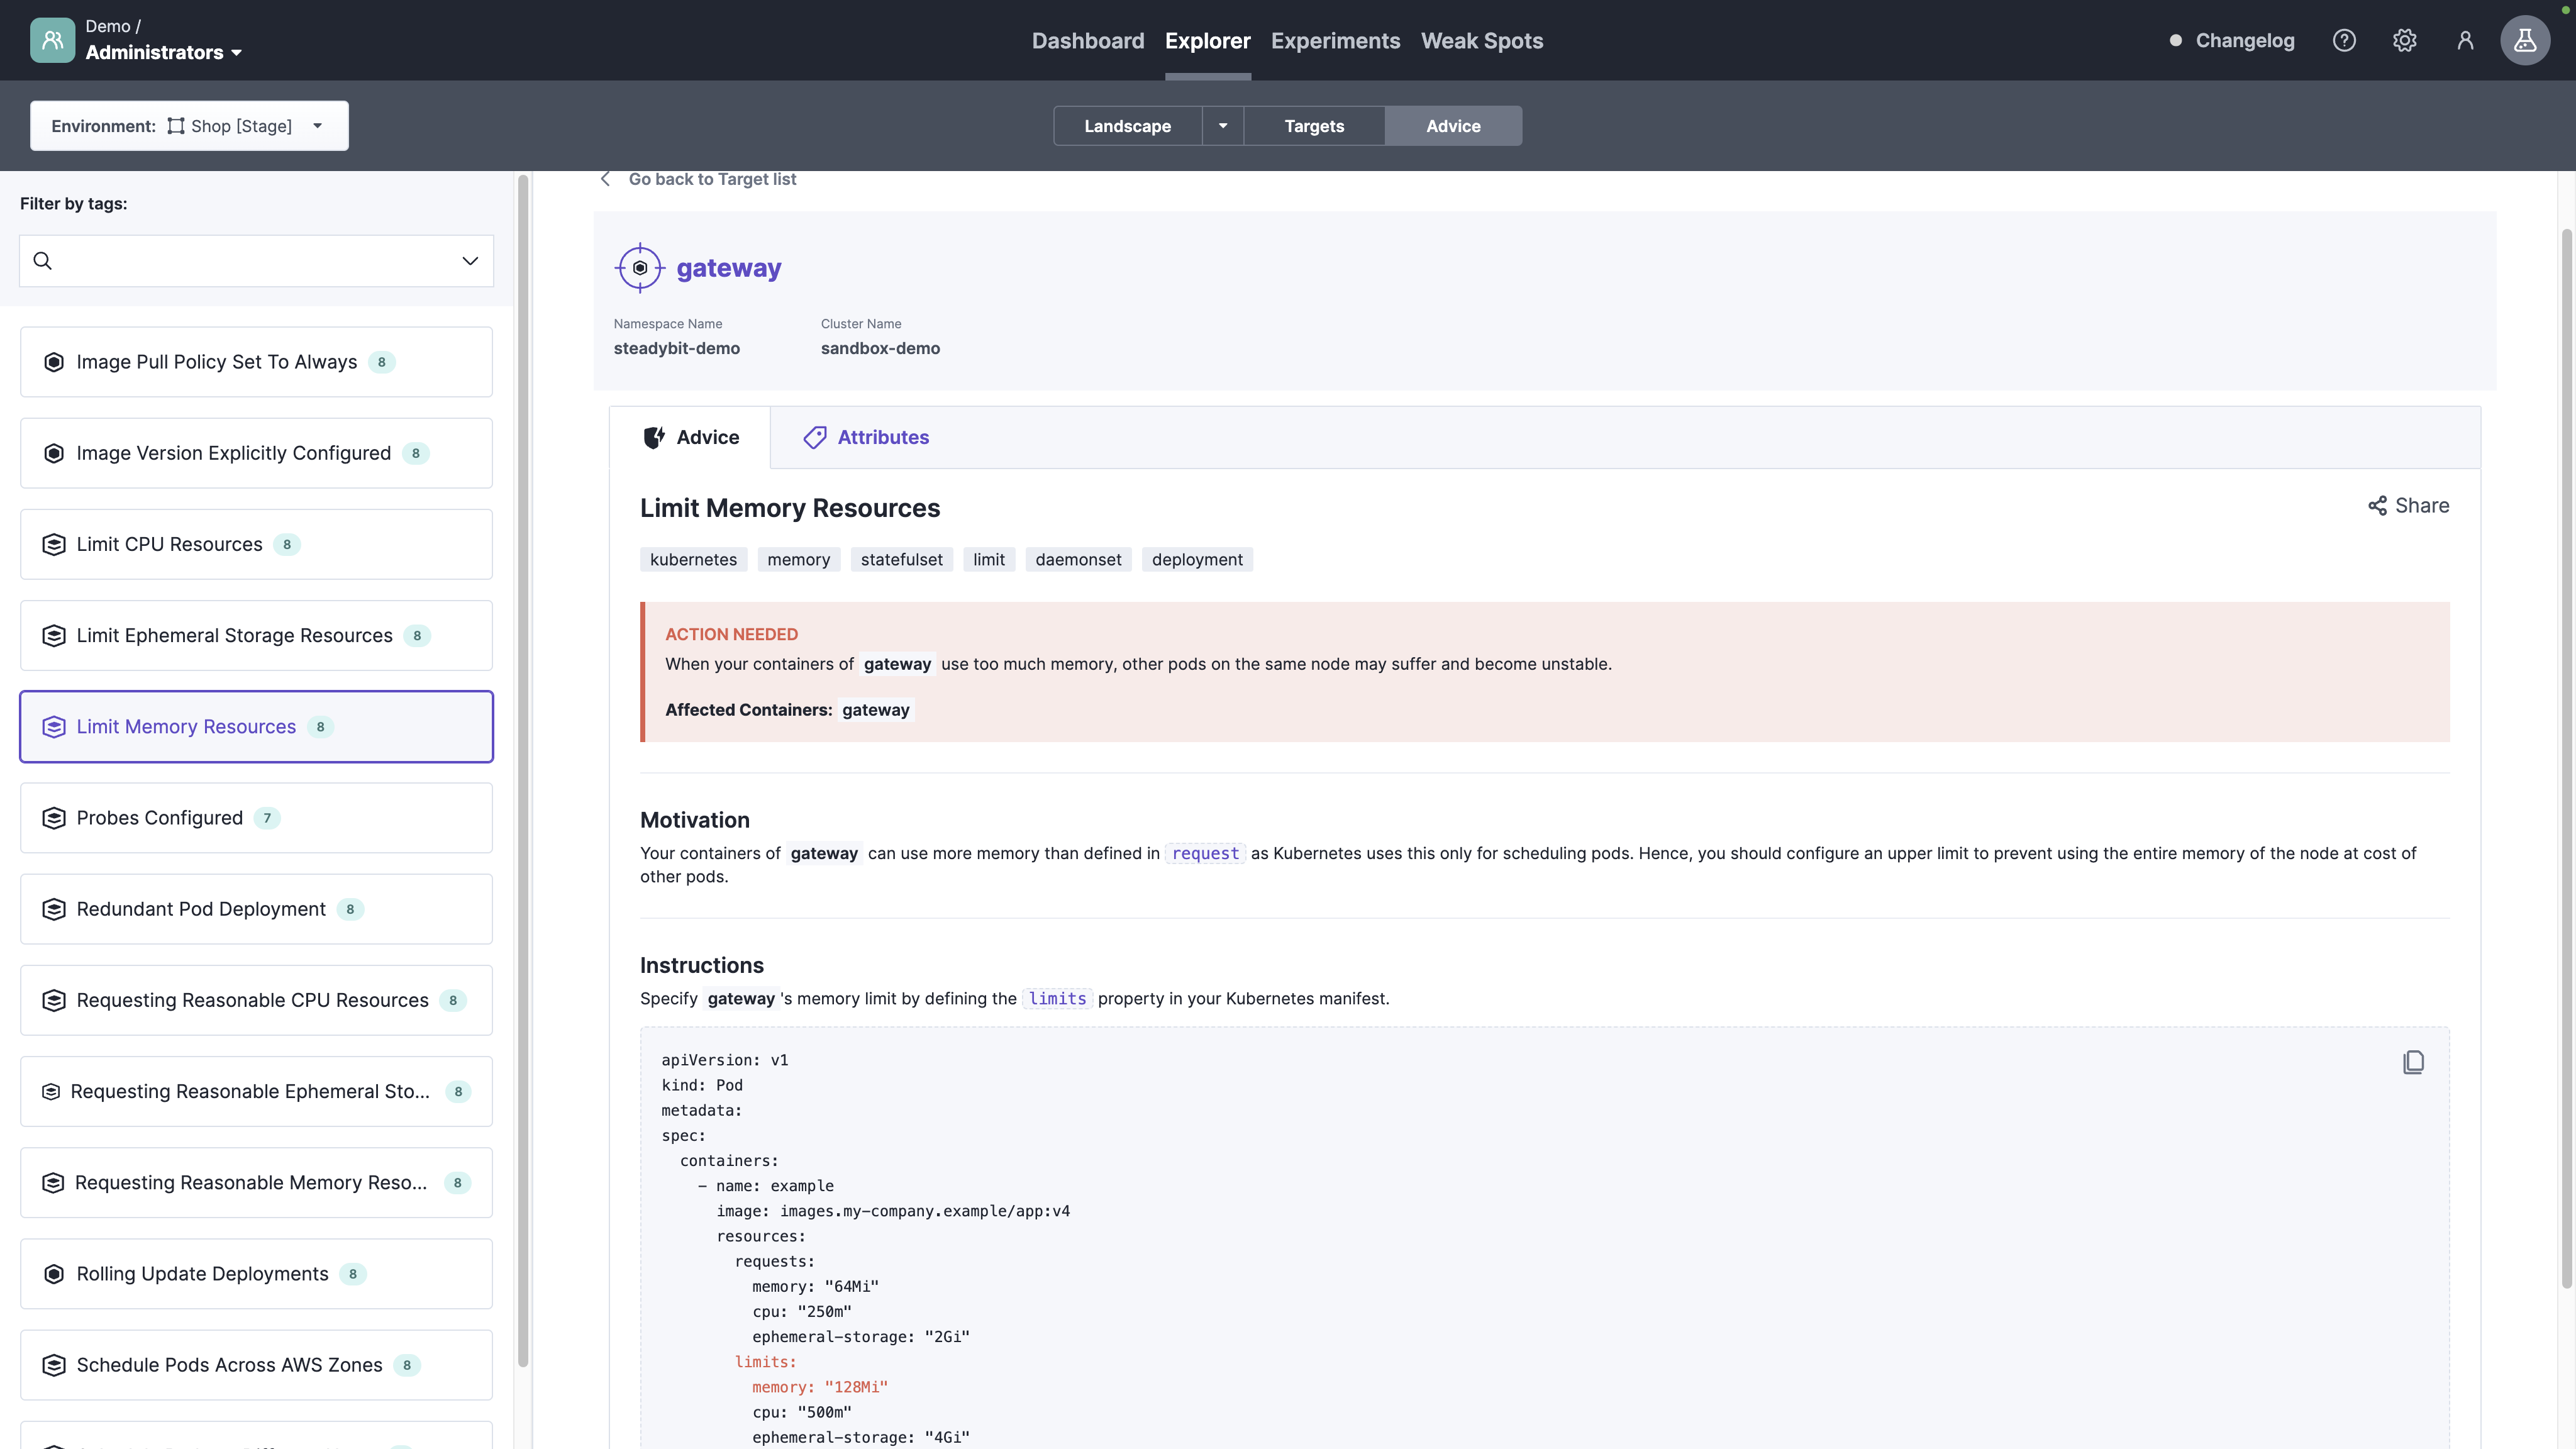 Demo /
Administrators
Dashboard
Explorer
Experiments
Weak Spots
Changelog
Environment: Shop [Stage]
Landscape
Targets
Advice
Filter by tags:
Image Pull Policy Set To Always 8
Image Version Explicitly Configured 8
Limit CPU Resources 8
Limit Ephemeral Storage Resources 8
Limit Memory Resources 8
Probes Configured 7
Redundant Pod Deployment 8
Requesting Reasonable CPU Resources 8
Requesting Reasonable Ephemeral Sto... 8
Requesting Reasonable Memory Reso... 8
Rolling Update Deployments 8
Schedule Pods Across AWS Zones 8
Go back to Target list
gateway
Namespace Name
steadybit-demo
Cluster Name
sandbox-demo
Advice
Attributes
Limit Memory Resources
Share
kubernetes memory statefulset limit daemonset deployment
ACTION NEEDED
When your containers of gateway use too much memory, other pods on the same node may suffer and become unstable.
Affected Containers: gateway
Motivation
Your containers of gateway can use more memory than defined in request as Kubernetes uses this only for scheduling pods. Hence, you should configure an upper limit to prevent using the entire memory of the node at cost of
other pods.
Instructions
Specify gateway 's memory limit by defining the limits property in your Kubernetes manifest.
apiVersion: v1
kind: Pod
metadata:
spec:
containers:
- name: example
image: images.my-company.example/app:v4
resources:
requests:
memory: "64Mi"
cpu: "250m"
ephemeral-storage: "2Gi"
limits:
memory: "128Mi"
cpu: "500m"
ephemeral-storage: "4Gi"